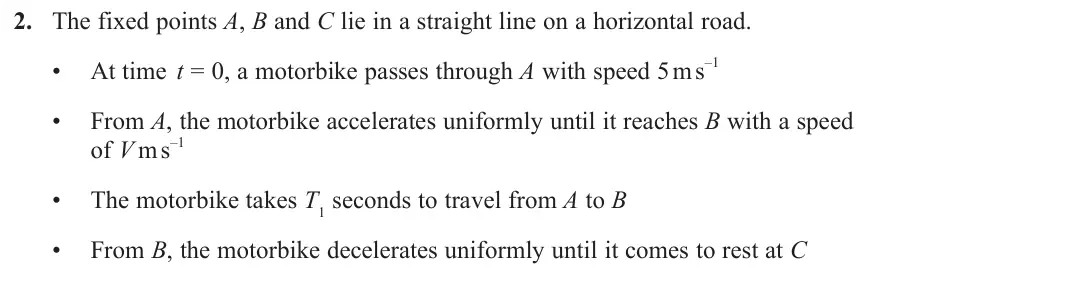 2. The fixed points A, B and C lie in a straight line on a horizontal road.
• At time t = 0, a motorbike passes through A with speed 5 m s⁻¹
• From A, the motorbike accelerates uniformly until it reaches B with a speed
of V m s⁻¹
• The motorbike takes T₁ seconds to travel from A to B
• From B, the motorbike decelerates uniformly until it comes to rest at C